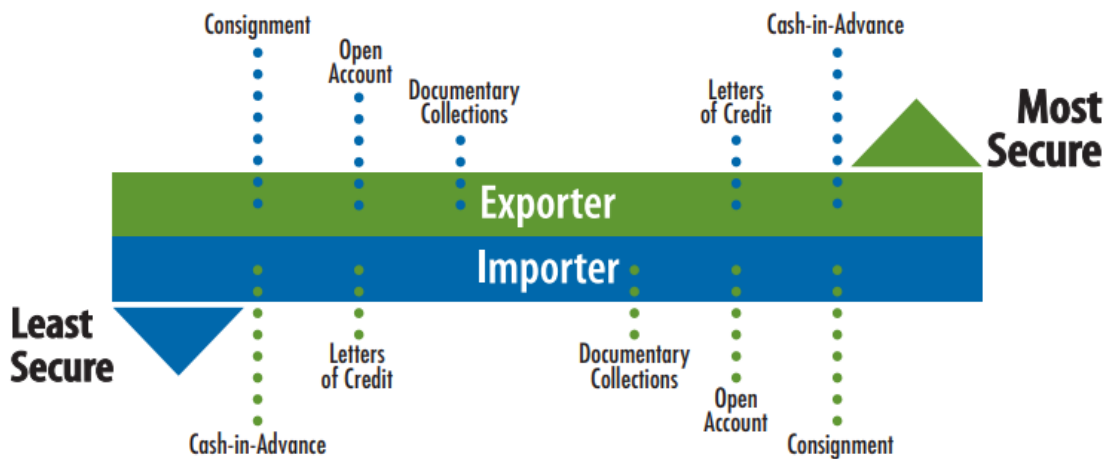 Consignment
Cash-in-Advance
Open
Account
Documentary
Collections
Letters
of Credit
Most
Secure
Exporter
Importer
Least
Secure
Letters
of Credit
Documentary
Collections
Open
Account
Cash-in-Advance
Consignment